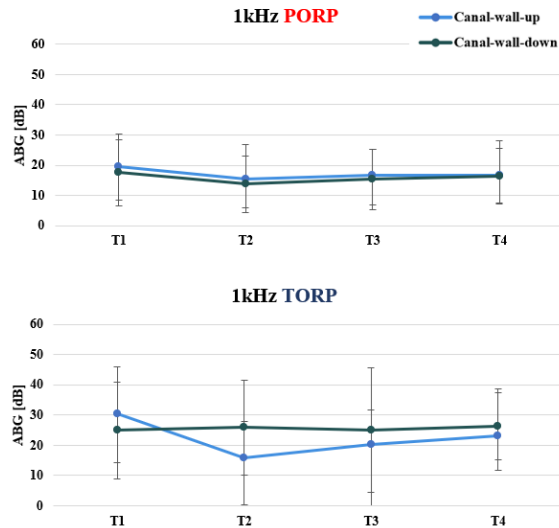 1kHz PORP
Canal-wall-up
Canal-wall-down
ABG [dB]
60
50
40
30
20
10
0
T1 T2 T3 T4
1kHz TORP
ABG [dB]
60
50
40
30
20
10
0
T1 T2 T3 T4